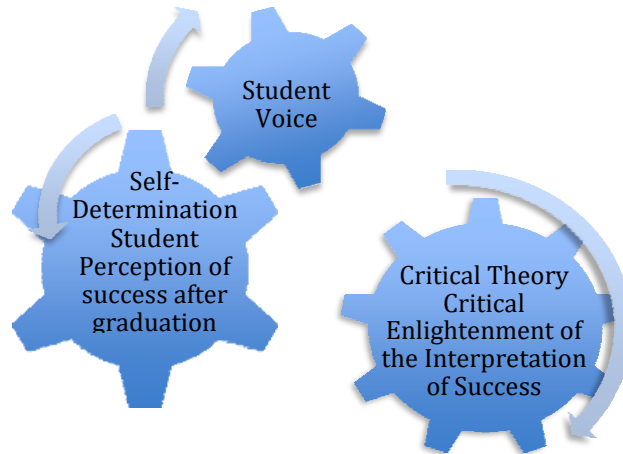 Student
Voice
Self-
Determination
Student
Perception of
success after
graduation
Critical Theory
Critical
Enlightenment of
the Interpretation
of Success